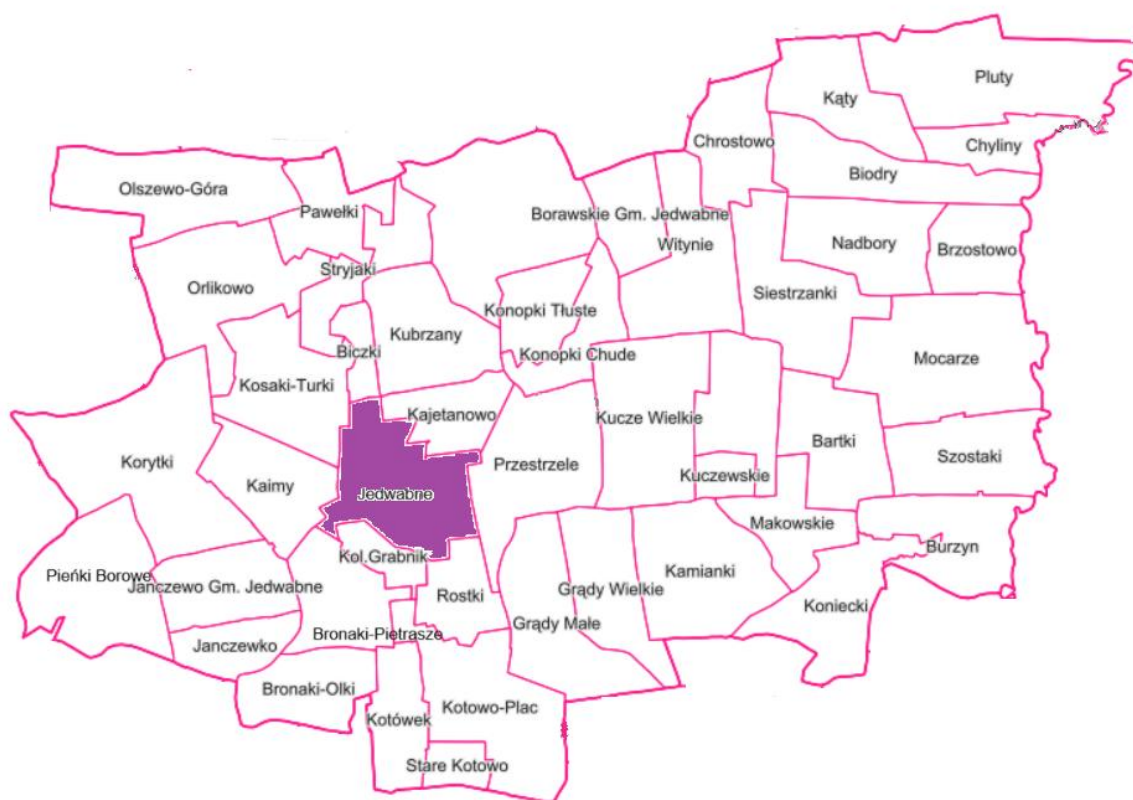 Pluty
Kąty
Chrostowo
Chyliny
Biodry
Olszewo-Góra
Pawełki
Borawskie Gm. Jedwabne
Witynie
Nadbory
Brzostowo
Stryjaki
Orlikowo
Siestrzanki
Konopki Tłuste
Kubrzany
Biczki
Konopki Chude
Mocarze
Kosaki-Turki
Kajetanowo
Kucze Wielkie
Bartki
Szostaki
Korytki
Przestrzele
Kuczewskie
Kaimy
Jedwabne
Makowskie
Burzyn
Kol.Grabnik
Kamianki
Pieńki Borowe
Janczewo Gm. Jedwabne
Grądy Wielkie
Rostki
Koniecki
Grądy Małe
Bronaki-Pietrasze
Janczewko
Bronaki-Olki
Kotowo-Plac
Kotówek
Stare Kotowo